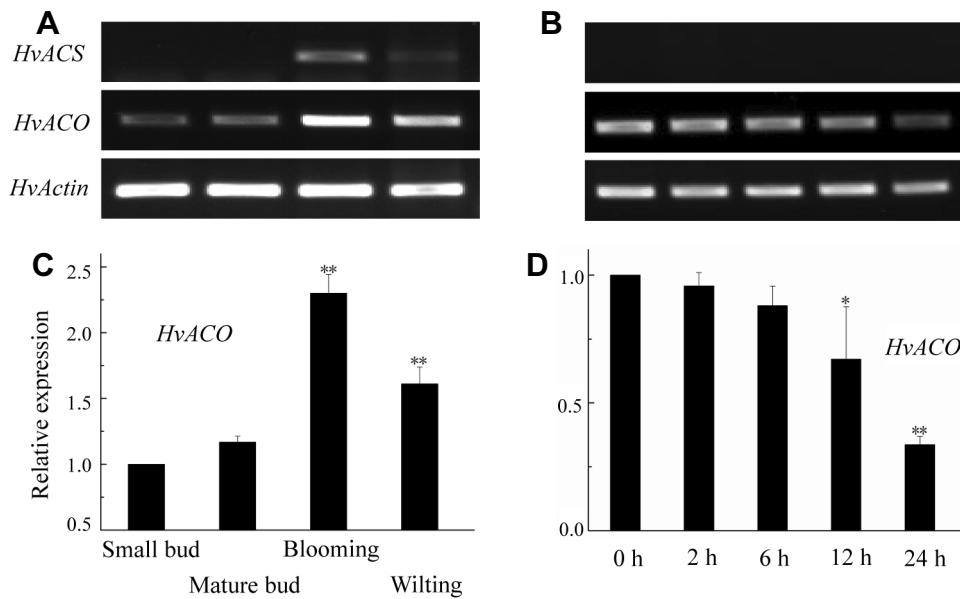 A
B
HvACS
HvACO
HvActin
C
D
Relative expression
2.5
2.0
1.5
1.0
0.5
HvACO
**
**
Small bud
Mature bud
Blooming
Wilting
1.0
0.5
0.0
*
**
HvACO
0 h
2 h
6 h
12 h
24 h